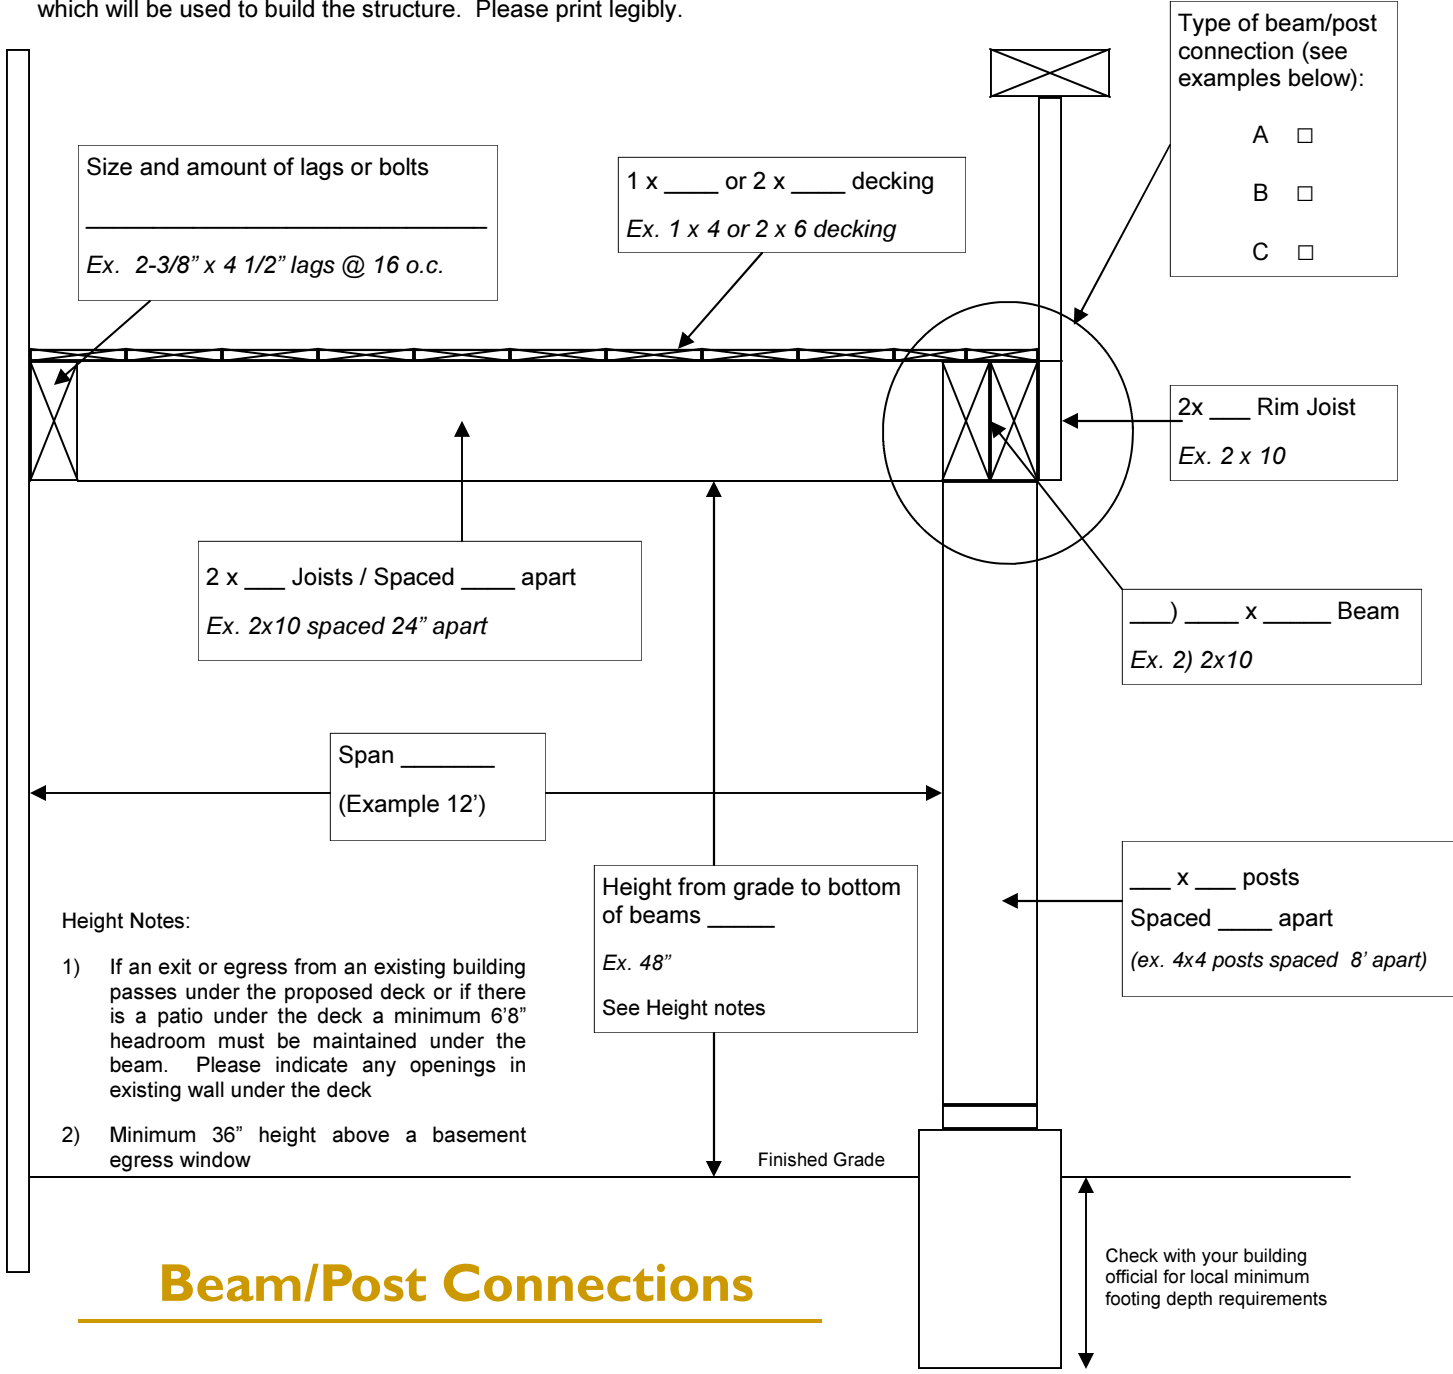 which will be used to build the structure.  Please print legibly.
Type of beam/post
connection (see
examples below):
A □
B □
C □
Size and amount of lags or bolts
______________________________
Ex.  2-3/8” x 4 1/2” lags @ 16 o.c.
1 x ____ or 2 x ____ decking
Ex. 1 x 4 or 2 x 6 decking
2x ___ Rim Joist
Ex. 2 x 10
2 x ___ Joists / Spaced ____ apart
Ex. 2x10 spaced 24” apart
___) ____ x _____ Beam
Ex. 2) 2x10
Span _______
(Example 12’)
Height from grade to bottom
of beams _____
Ex. 48”
See Height notes
___ x ___ posts
Spaced ____ apart
(ex. 4x4 posts spaced  8’ apart)
Height Notes:
1) If an exit or egress from an existing building
passes under the proposed deck or if there
is a patio under the deck a minimum 6’8”
headroom must be maintained under the
beam.  Please indicate any openings in
existing wall under the deck
2) Minimum 36” height above a basement
egress window
Finished Grade
Check with your building
official for local minimum
footing depth requirements
Beam/Post Connections